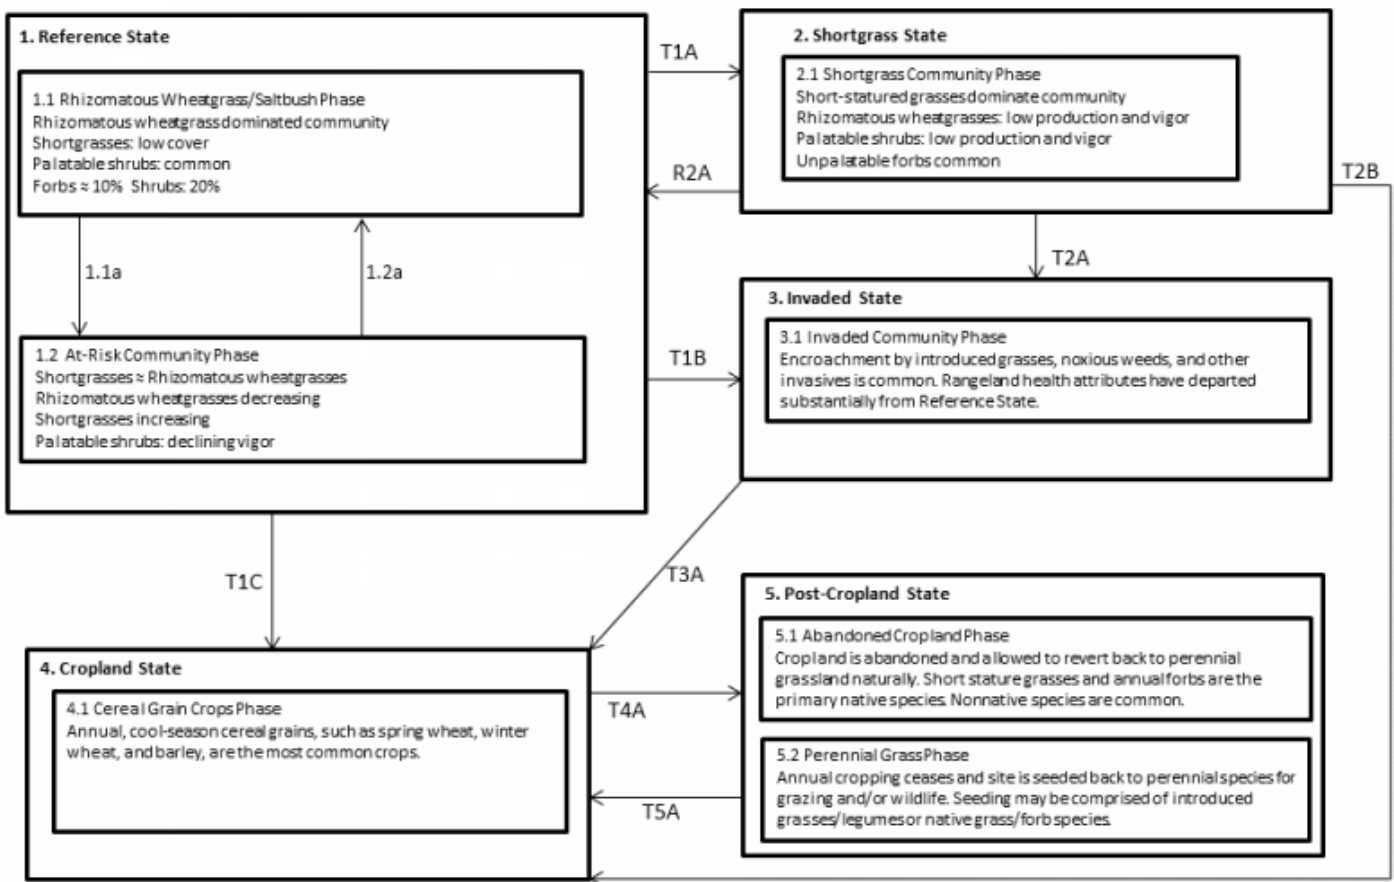 1. Reference State
1.1 Rhizomatous Wheatgrass/Saltbush Phase
Rhizomatous wheatgrass dominated community
Shortgrasses: low cover
Palatable shrubs: common
Forbs ≈ 10% Shrubs: 20%
1.1a
1.2a
1.2 At-Risk Community Phase
Shortgrasses ≈ Rhizomatous wheatgrasses
Rhizomatous wheatgrasses decreasing
Shortgrasses increasing
Palatable shrubs: declining vigor
T1A
R2A
T1B
T1C
2. Shortgrass State
2.1 Shortgrass Community Phase
Short-statured grasses dominate community
Rhizomatous wheatgrasses: low production and vigor
Palatable shrubs: low production and vigor
Unpalatable forbs common
T2B
T2A
3. Invaded State
3.1 Invaded Community Phase
Encroachment by introduced grasses, noxious weeds, and other
invasives is common. Rangeland health attributes have departed
substantially from Reference State.
T3A
4. Cropland State
4.1 Cereal Grain Crops Phase
Annual, cool-season cereal grains, such as spring wheat, winter
wheat, and barley, are the most common crops.
T4A
T5A
5. Post-Cropland State
5.1 Abandoned Cropland Phase
Cropland is abandoned and allowed to revert back to perennial
grassland naturally. Short stature grasses and annual forbs are the
primary native species. Nonnative species are common.
5.2 Perennial Grass Phase
Annual cropping ceases and site is seeded back to perennial species for
grazing and/or wildlife. Seeding may be comprised of introduced
grasses/legumes or native grass/forb species.